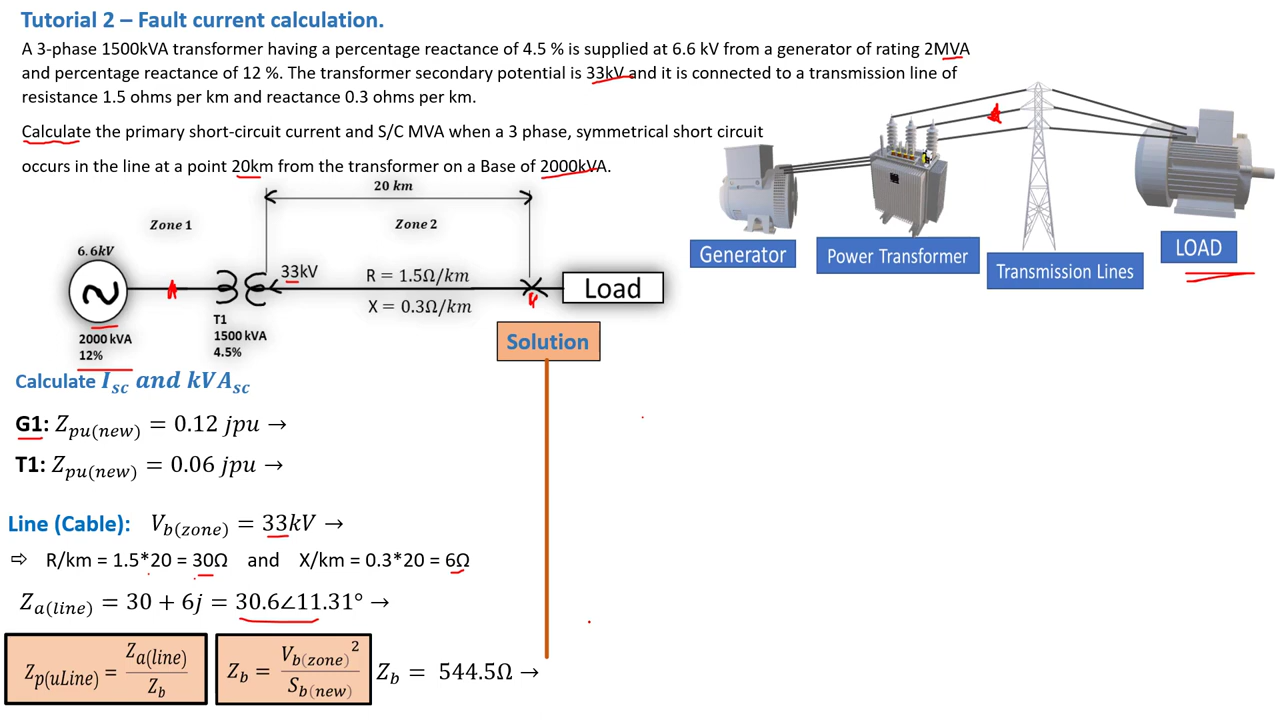 Tutorial 2 – Fault current calculation.
A 3-phase 1500kVA transformer having a percentage reactance of 4.5 % is supplied at 6.6 kV from a generator of rating 2MVA
and percentage reactance of 12 %. The transformer secondary potential is 33kV and it is connected to a transmission line of
resistance 1.5 ohms per km and reactance 0.3 ohms per km.
Calculate the primary short-circuit current and S/C MVA when a 3 phase, symmetrical short circuit
occurs in the line at a point 20km from the transformer on a Base of 2000kVA.
20 km
Zone 1
Zone 2
6.6kV
33kV
R = 1.5Ω/km
X = 0.3Ω/km
Load
T1
1500 kVA
4.5%
2000 kVA
12%
Generator
Power Transformer
Transmission Lines
LOAD
Solution
Calculate I_sc and kVA_sc
G1: Z_pu(new) = 0.12 jpu →
T1: Z_pu(new) = 0.06 jpu →
Line (Cable): V_b(zone) = 33kV →
⇨ R/km = 1.5*20 = 30Ω and X/km = 0.3*20 = 6Ω
Z_a(line) = 30 + 6j = 30.6∠11.31° →
Z_p(uLine) = Z_a(line) / Z_b
Z_b = V_b(zone)² / S_b(new)
Z_b = 544.5Ω →